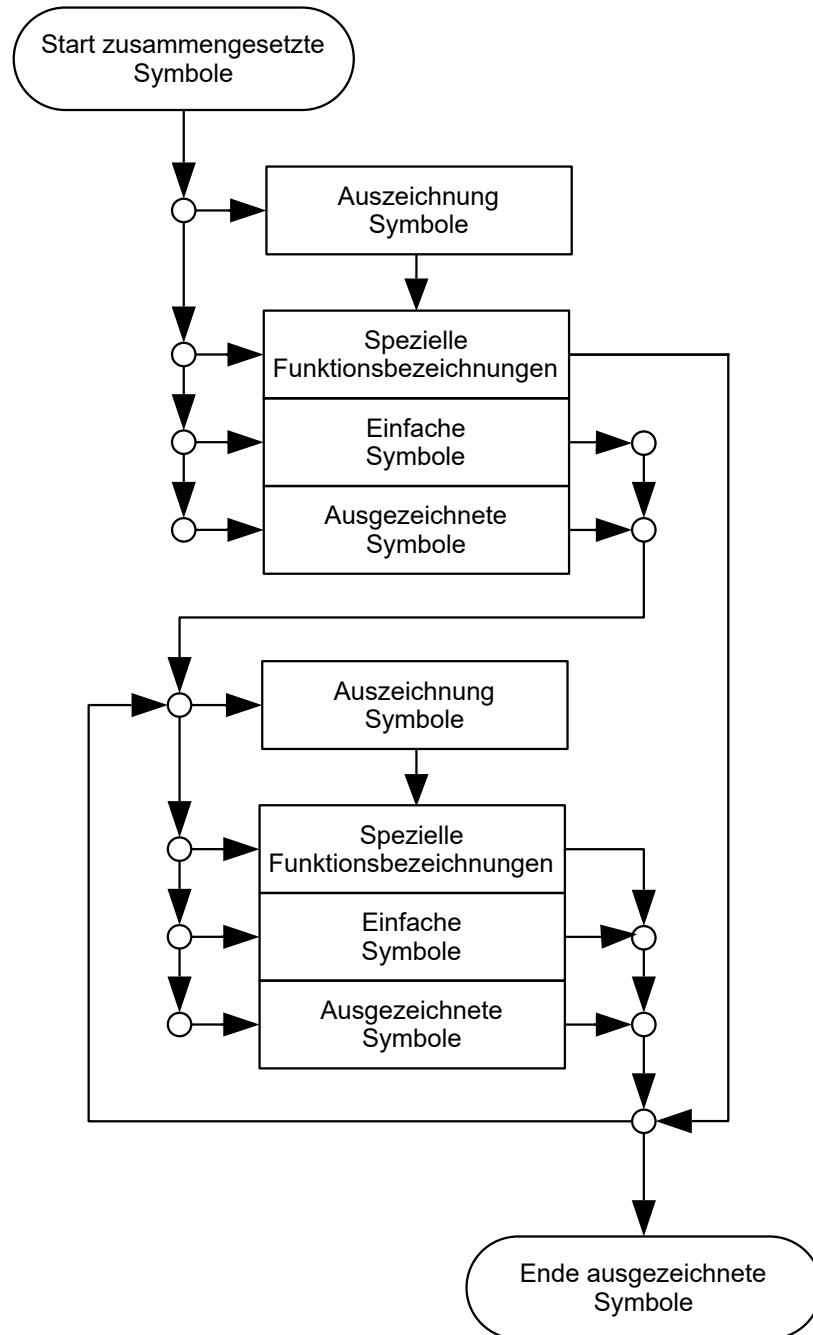 Start zusammengesetzte
Symbole
Auszeichnung
Symbole
Spezielle
Funktionsbezeichnungen
Einfache
Symbole
Ausgezeichnete
Symbole
Auszeichnung
Symbole
Spezielle
Funktionsbezeichnungen
Einfache
Symbole
Ausgezeichnete
Symbole
Ende ausgezeichnete
Symbole